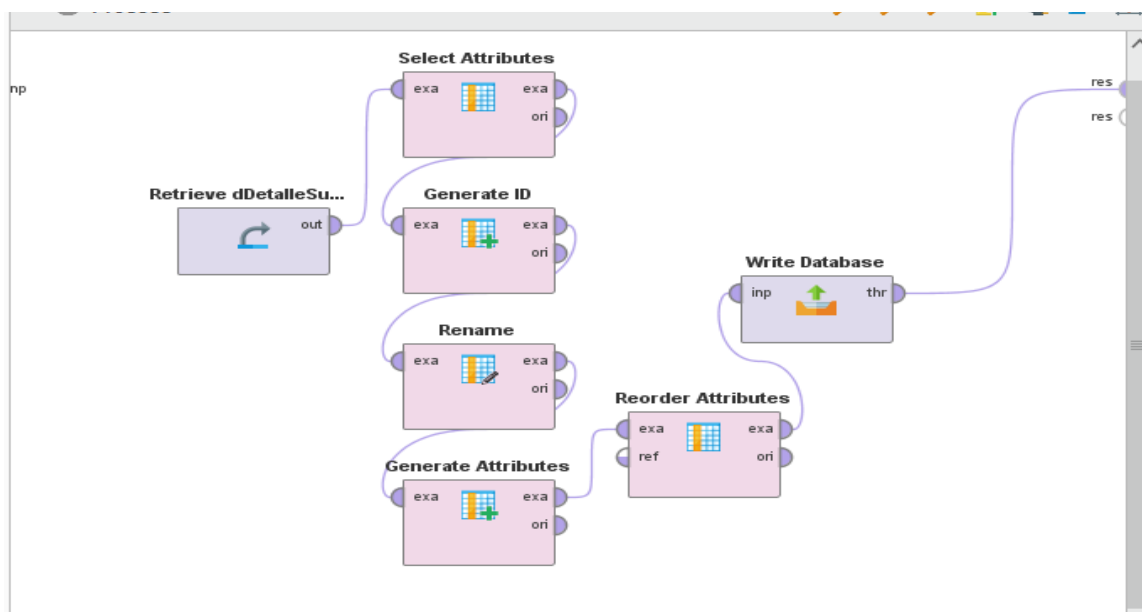 Select Attributes
exa exa
ori
Retrieve dDetalleSu...
out
Generate ID
exa exa
ori
Rename
exa exa
ori
Generate Attributes
exa exa
ori
Reorder Attributes
exa exa
ref ori
Write Database
inp thr
res
res
np